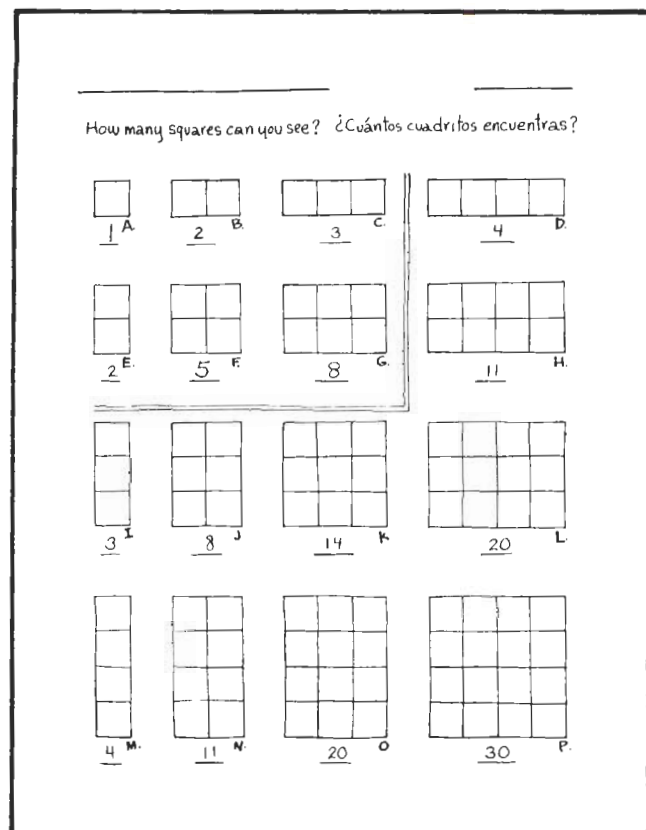 How many squares can you see? ¿Cuántos cuadritos encuentras?
1 A. 2 B. 3 C. 4 D.
2 E. 5 F. 8 G. 11 H.
3 I 8 J 14 K 20 L.
4 M. 11 N. 20 O 30 P.